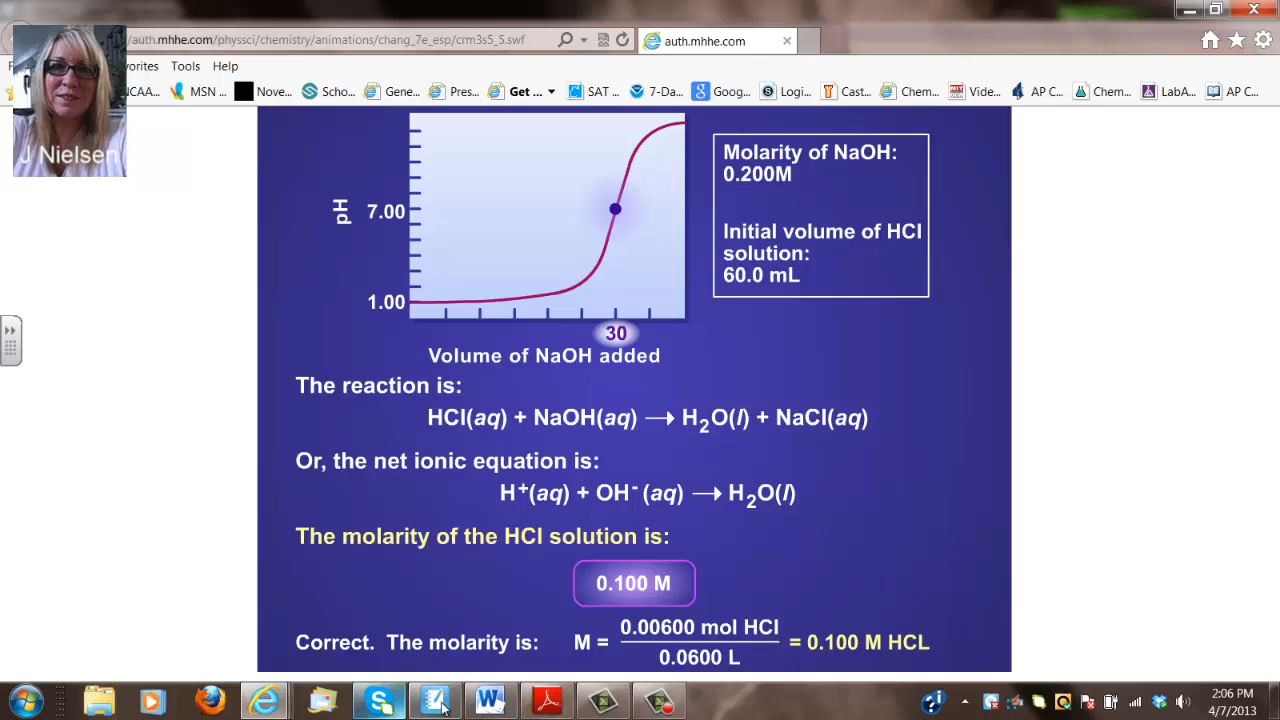 auth.mhhe.com/physsci/chemistry/animations/chang_7e_esp/crm3s5_5.swf
auth.mhhe.com
Tools Help
MSN ... Nove... Scho... Gene... Pres... Get ... SAT ... 7-Da... Goog... Logi... Cast... Chem... Vide... AP C... Chem... LabA... AP C...
J Nielsen
pH
7.00
1.00
30
Volume of NaOH added
Molarity of NaOH:
0.200M
Initial volume of HCl
solution:
60.0 mL
The reaction is:
HCl(aq) + NaOH(aq) ⟶ H₂O(l) + NaCl(aq)
Or, the net ionic equation is:
H⁺(aq) + OH⁻(aq) ⟶ H₂O(l)
The molarity of the HCl solution is:
0.100 M
Correct. The molarity is: M = 0.00600 mol HCl / 0.0600 L = 0.100 M HCL
2:06 PM
4/7/2013